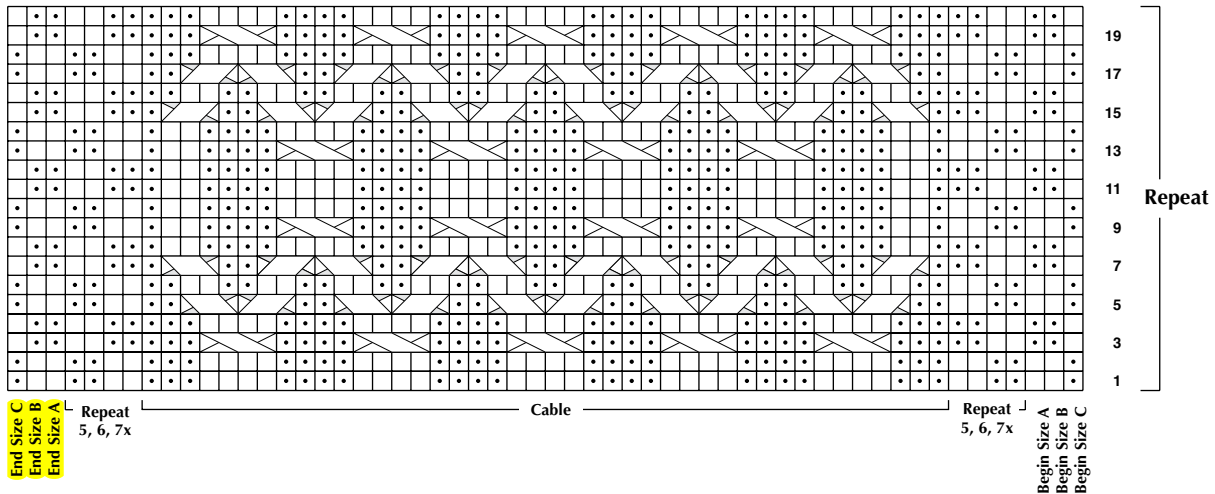 19
17
15
13
11
Repeat
9
7
5
3
1
End Size C
End Size B
End Size A
Repeat
5, 6, 7x
Cable
Repeat
5, 6, 7x
Begin Size A
Begin Size B
Begin Size C